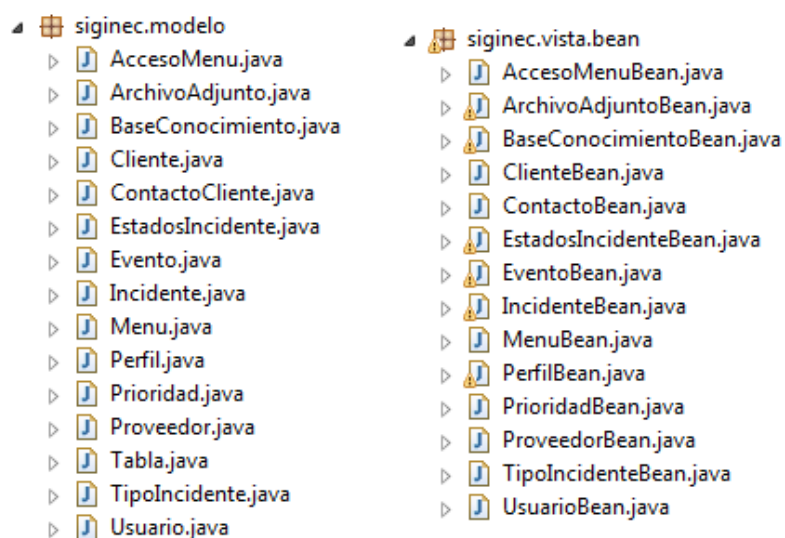 siginec.modelo
AccesoMenu.java
ArchivoAdjunto.java
BaseConocimiento.java
Cliente.java
ContactoCliente.java
EstadosIncidente.java
Evento.java
Incidente.java
Menu.java
Perfil.java
Prioridad.java
Proveedor.java
Tabla.java
TipoIncidente.java
Usuario.java
siginec.vista.bean
AccesoMenuBean.java
ArchivoAdjuntoBean.java
BaseConocimientoBean.java
ClienteBean.java
ContactoBean.java
EstadosIncidenteBean.java
EventoBean.java
IncidenteBean.java
MenuBean.java
PerfilBean.java
PrioridadBean.java
ProveedorBean.java
TipoIncidenteBean.java
UsuarioBean.java